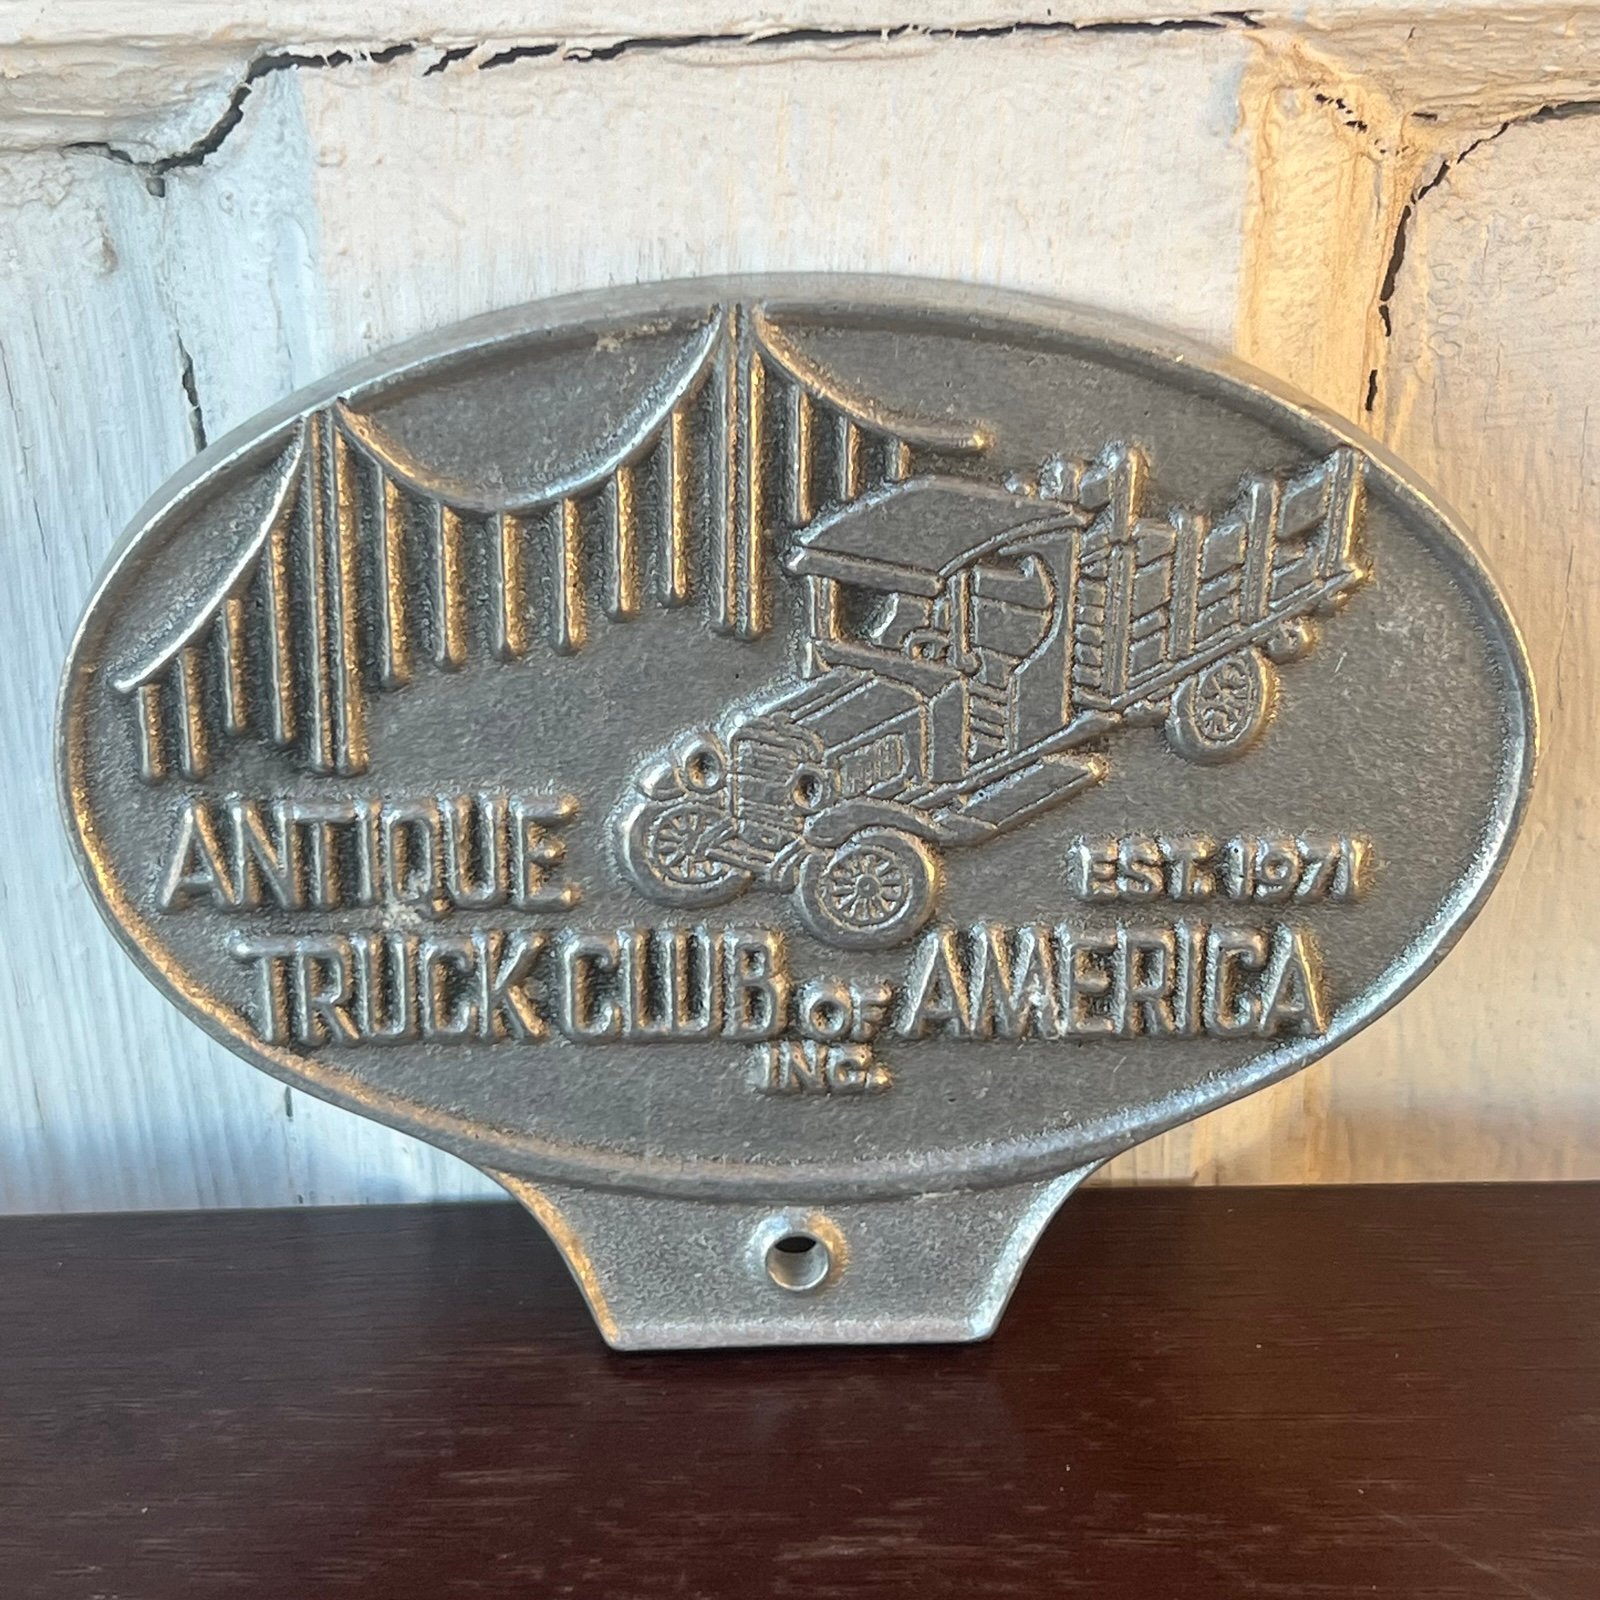 ANTIQUE
EST. 1971
TRUCK CLUB OF AMERICA
INC.